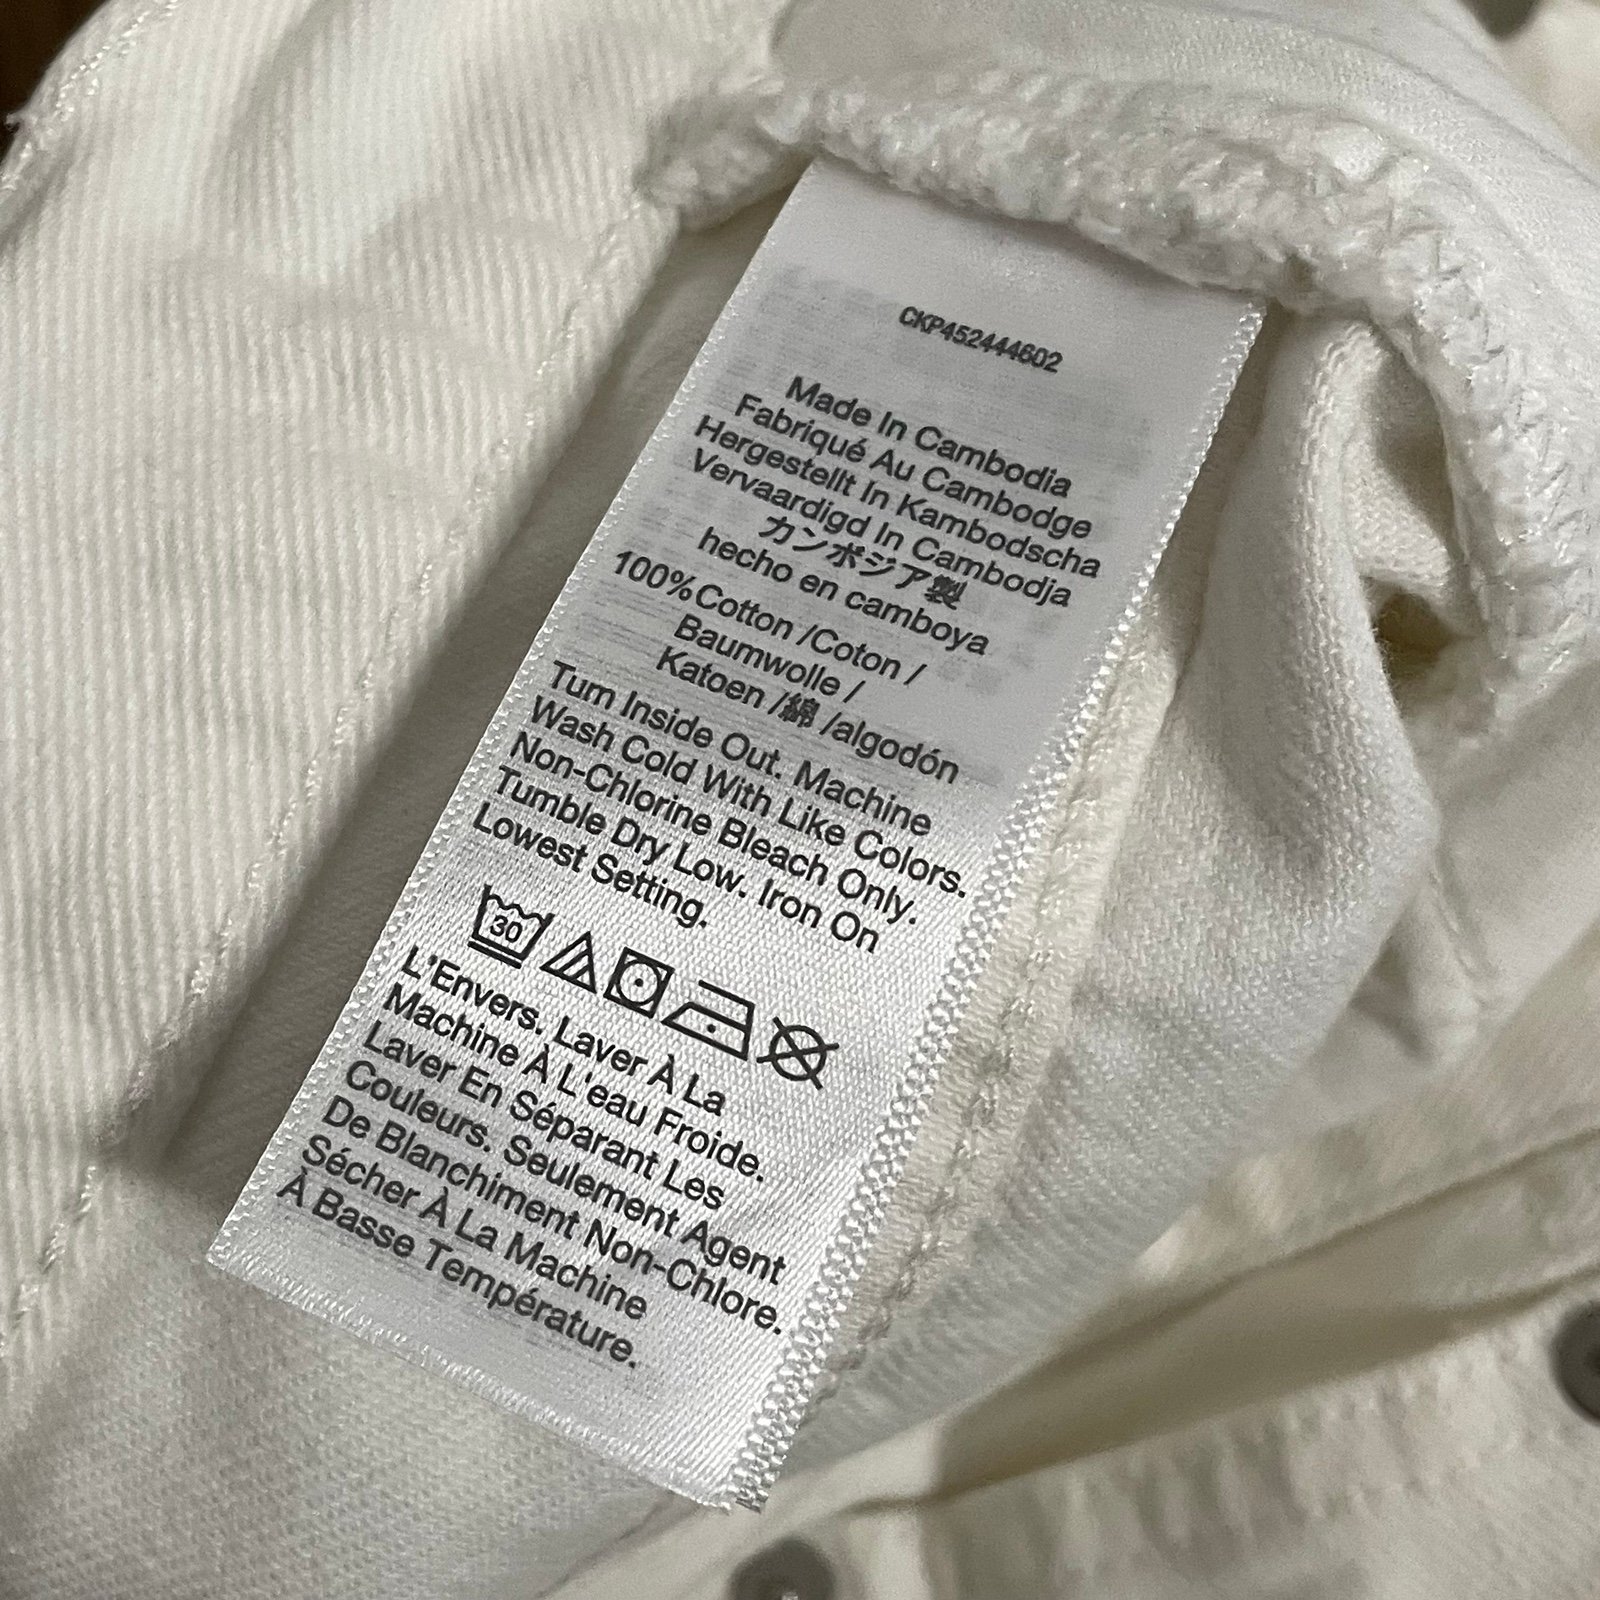 CKP452444602
Made In Cambodia
Fabriqué Au Cambodge
Hergestellt In Kambodscha
Vervaardigd In Cambodja
カンボジア製
hecho en camboya
100%Cotton /Coton /
Baumwolle /
Katoen /綿 /algodón
Turn Inside Out. Machine
Wash Cold With Like Colors.
Non-Chlorine Bleach Only.
Tumble Dry Low. Iron On
Lowest Setting.
30
L'Envers. Laver À La
Machine À L'eau Froide.
Laver En Séparant Les
Couleurs. Seulement Agent
De Blanchiment Non-Chlore.
Sécher À La Machine
À Basse Température.